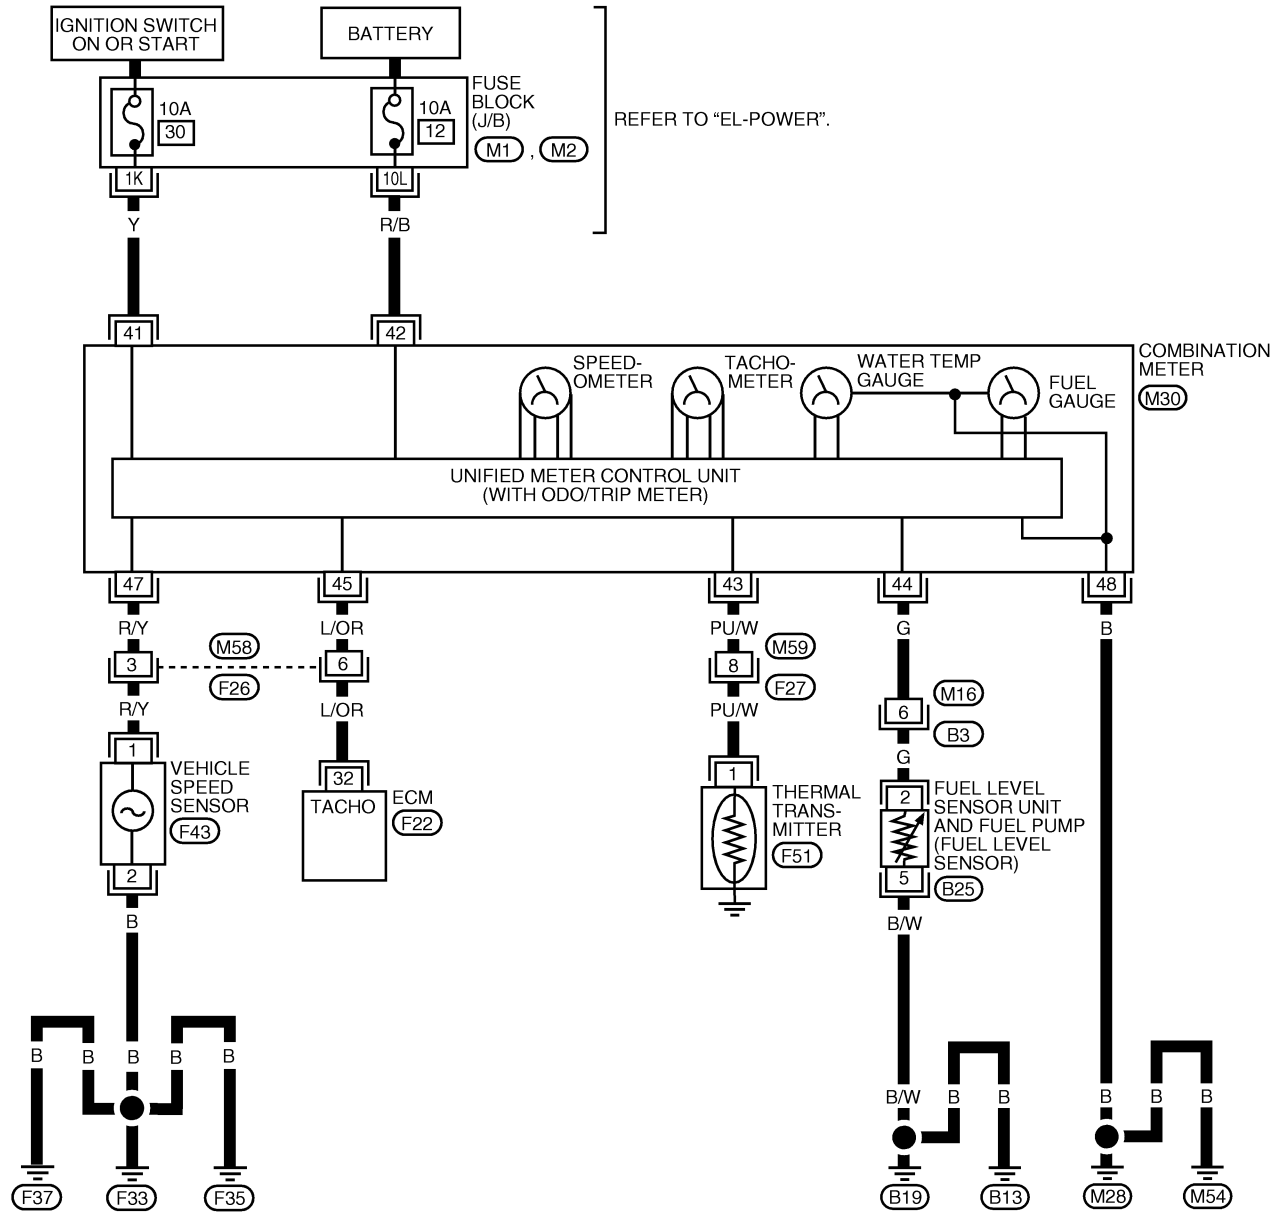 IGNITION SWITCH
ON OR START
BATTERY
FUSE
BLOCK
(J/B)
10A
30
10A
12
M1 , M2
REFER TO “EL-POWER”.
1K
10L
Y
R/B
41
42
COMBINATION
METER
M30
SPEED-
OMETER
TACHO-
METER
WATER TEMP
GAUGE
FUEL
GAUGE
UNIFIED METER CONTROL UNIT
(WITH ODO/TRIP METER)
47
45
43
44
48
R/Y
L/OR
PU/W
G
B
3
M58
F26
6
8
M59
F27
R/Y
L/OR
PU/W
6
M16
B3
G
1
VEHICLE
SPEED
SENSOR
F43
2
32
TACHO
ECM
F22
1
THERMAL
TRANS-
MITTER
F51
2
FUEL LEVEL
SENSOR UNIT
AND FUEL PUMP
(FUEL LEVEL
SENSOR)
5
B25
B
B/W
B
B
B
B
B
B/W
B
B
B
B
B
F37
F33
F35
B19
B13
M28
M54